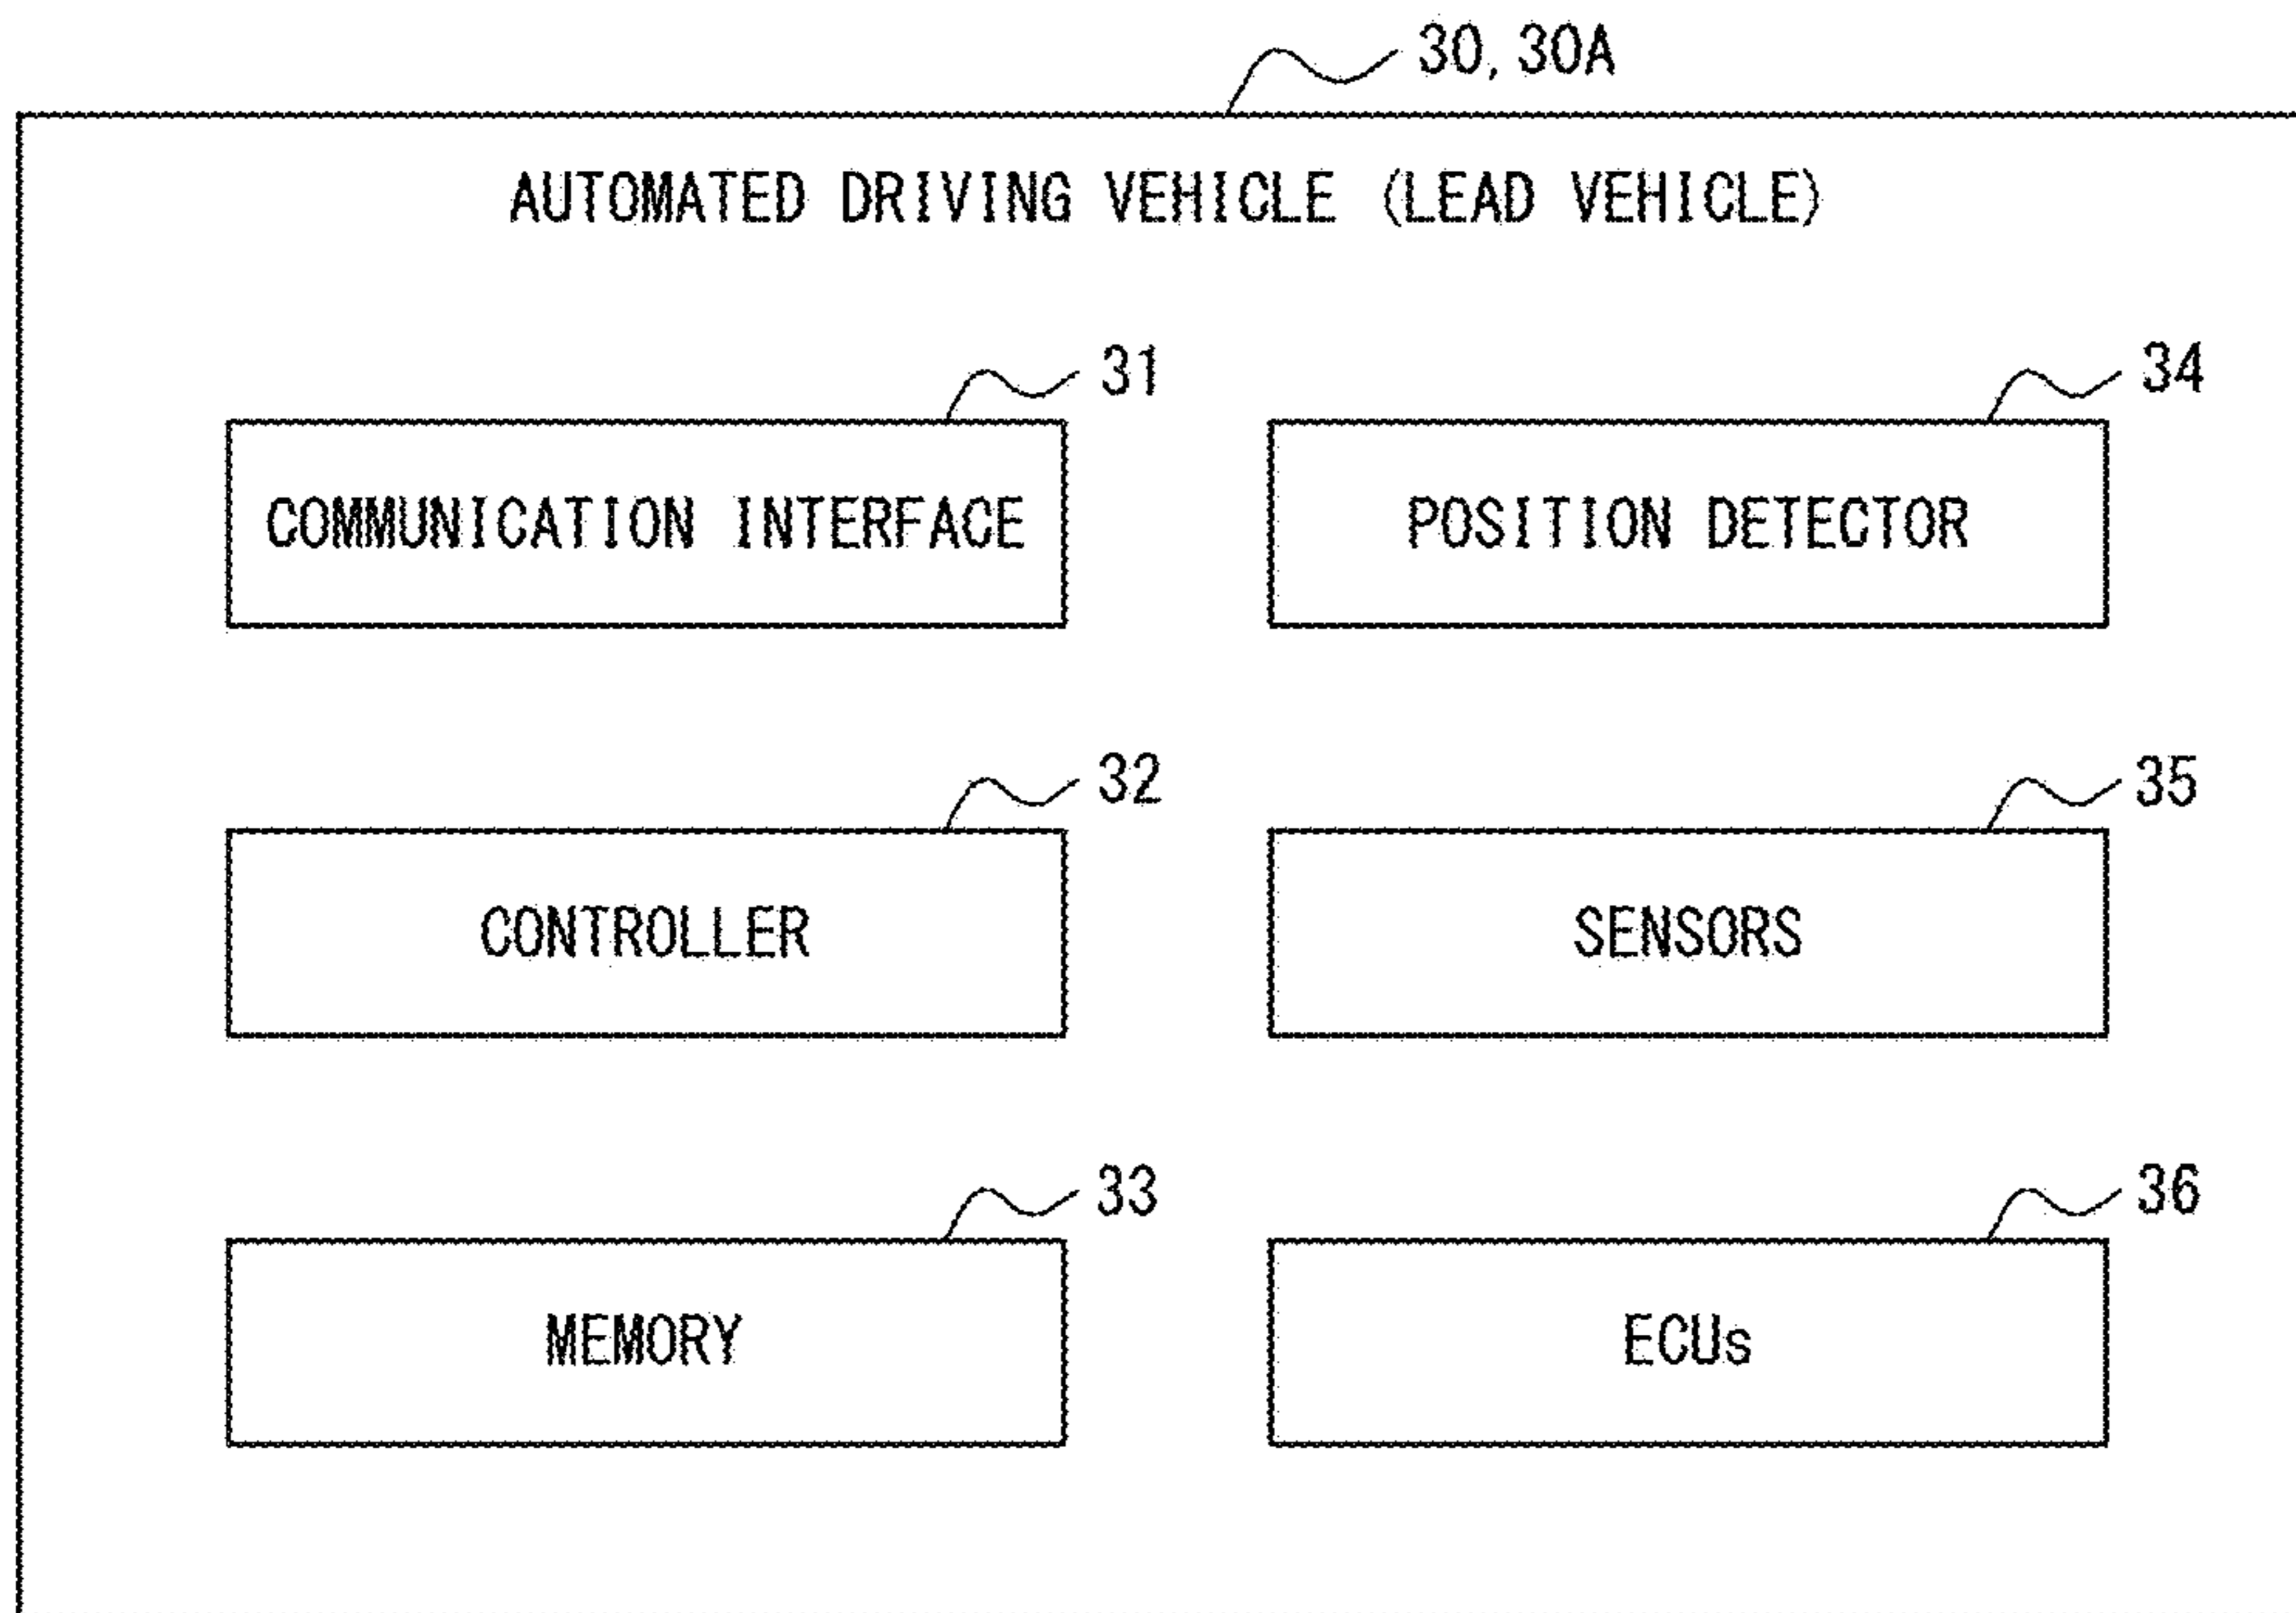 30, 30A
AUTOMATED DRIVING VEHICLE (LEAD VEHICLE)
31
34
COMMUNICATION INTERFACE
POSITION DETECTOR
32
35
CONTROLLER
SENSORS
33
36
MEMORY
ECUs